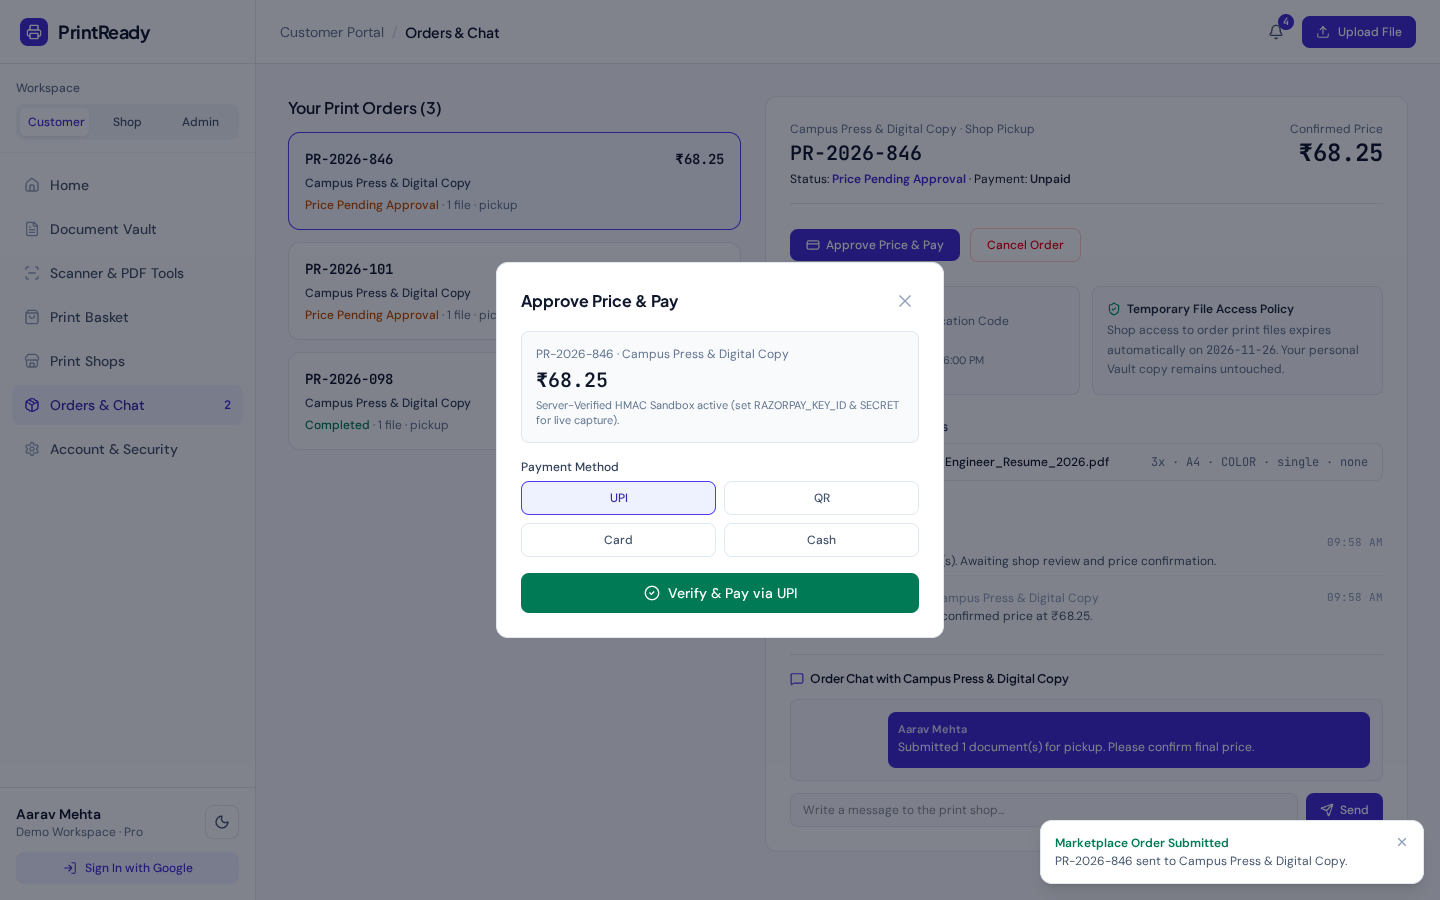 PrintReady
Customer Portal / Orders & Chat
4
Upload File
Workspace
Customer
Shop
Admin
Home
Document Vault
Scanner & PDF Tools
Print Basket
Print Shops
Orders & Chat
2
Account & Security
Aarav Mehta
Demo Workspace · Pro
Sign In with Google
Your Print Orders (3)
PR-2026-846
₹68.25
Campus Press & Digital Copy
Price Pending Approval · 1 file · pickup
PR-2026-101
Campus Press & Digital Copy
Price Pending Approval · 1 file
PR-2026-098
Campus Press & Digital Copy
Completed · 1 file · pickup
Campus Press & Digital Copy · Shop Pickup
PR-2026-846
Status: Price Pending Approval · Payment: Unpaid
Confirmed Price
₹68.25
Approve Price & Pay
Cancel Order
Code
6:00 PM
Temporary File Access Policy
Shop access to order print files expires
automatically on 2026-11-26. Your personal
Vault copy remains untouched.
Engineer_Resume_2026.pdf
3x · A4 · COLOR · single · none
09:58 AM
Awaiting shop review and price confirmation.
Press & Digital Copy
09:58 AM
confirmed price at ₹68.25.
Order Chat with Campus Press & Digital Copy
Aarav Mehta
Submitted 1 document(s) for pickup. Please confirm final price.
Write a message to the print shop...
Send
Approve Price & Pay
PR-2026-846 · Campus Press & Digital Copy
₹68.25
Server-Verified HMAC Sandbox active (set RAZORPAY_KEY_ID & SECRET
for live capture).
Payment Method
UPI
QR
Card
Cash
Verify & Pay via UPI
Marketplace Order Submitted
PR-2026-846 sent to Campus Press & Digital Copy.